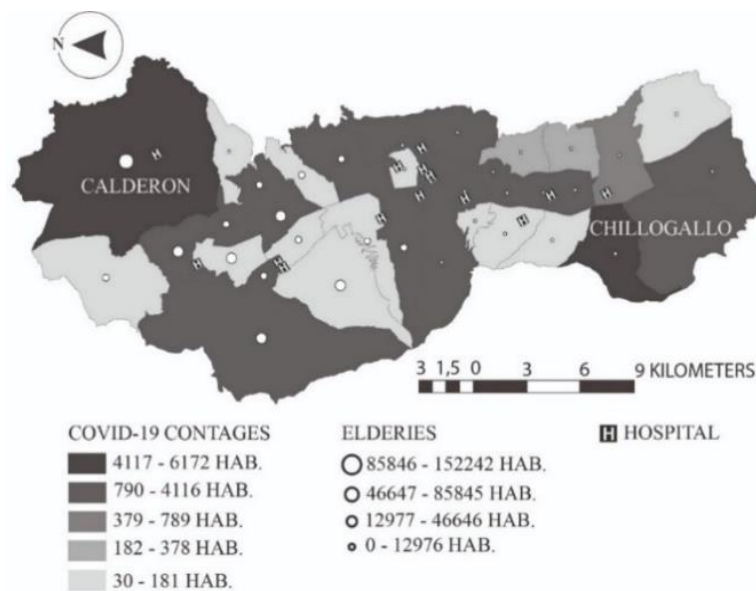 N
CALDERON
CHILLOGALLO
3 1,5 0 3 6 9 KILOMETERS
COVID-19 CONTAGES
4117 - 6172 HAB.
790 - 4116 HAB.
379 - 789 HAB.
182 - 378 HAB.
30 - 181 HAB.
ELDERIES
85846 - 152242 HAB.
46647 - 85845 HAB.
12977 - 46646 HAB.
0 - 12976 HAB.
H HOSPITAL